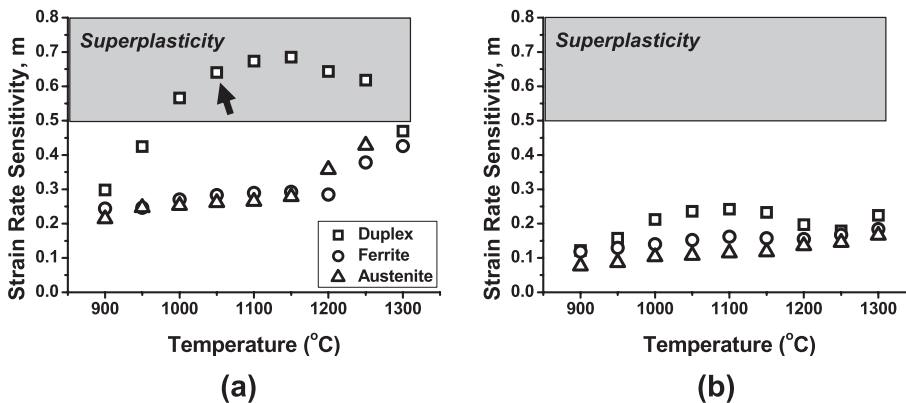 0.8
0.7
0.6
0.5
0.4
0.3
0.2
0.1
0.0
Strain Rate Sensitivity, m
Superplasticity
Duplex
Ferrite
Austenite
900 1000 1100 1200 1300
Temperature (°C)
(a)
0.8
0.7
0.6
0.5
0.4
0.3
0.2
0.1
0.0
Strain Rate Sensitivity, m
Superplasticity
900 1000 1100 1200 1300
Temperature (°C)
(b)